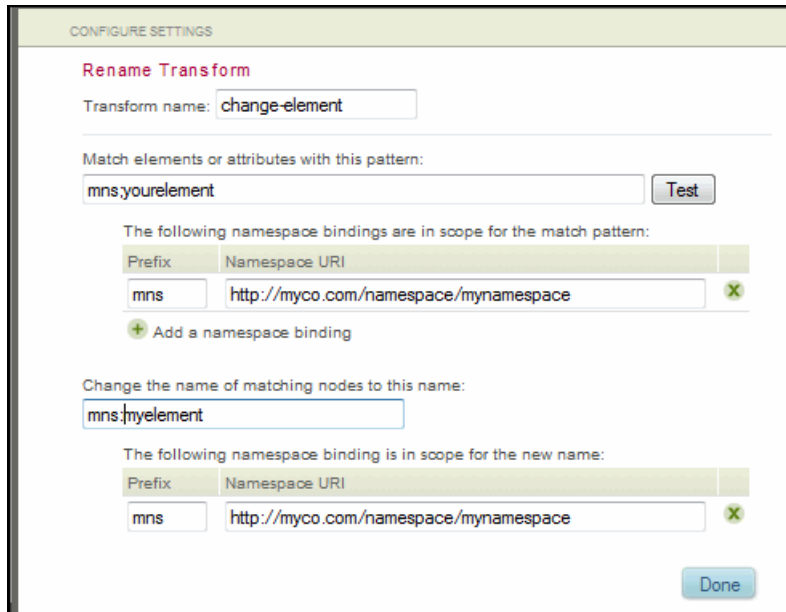 CONFIGURE SETTINGS
Rename Transform
Transform name: change-element
Match elements or attributes with this pattern:
mns;yourelement Test
The following namespace bindings are in scope for the match pattern:
Prefix Namespace URI
mns http://myco.com/namespace/mynamespace x
+ Add a namespace binding
Change the name of matching nodes to this name:
mns:myelement
The following namespace binding is in scope for the new name:
Prefix Namespace URI
mns http://myco.com/namespace/mynamespace x
Done